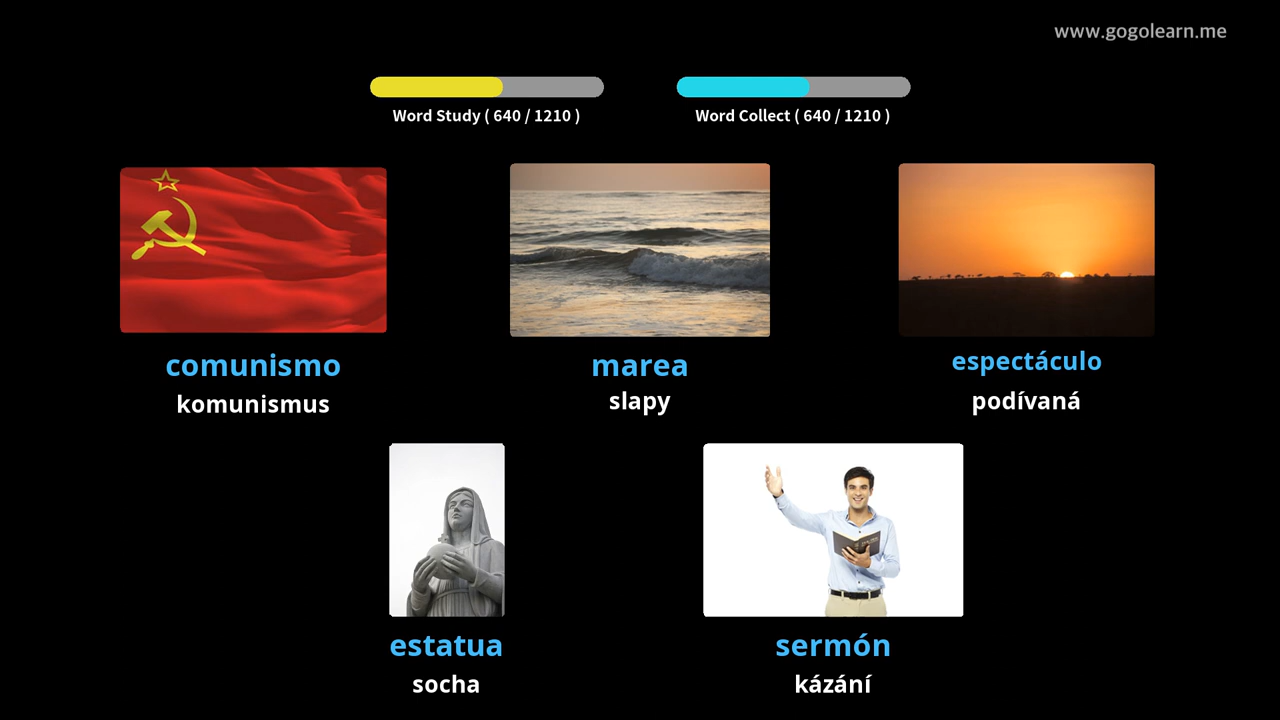 www.gogolearn.me
Word Study ( 640 / 1210 )
Word Collect ( 640 / 1210 )
comunismo
komunismus
marea
slapy
espectáculo
podívaná
estatua
socha
sermón
kázání